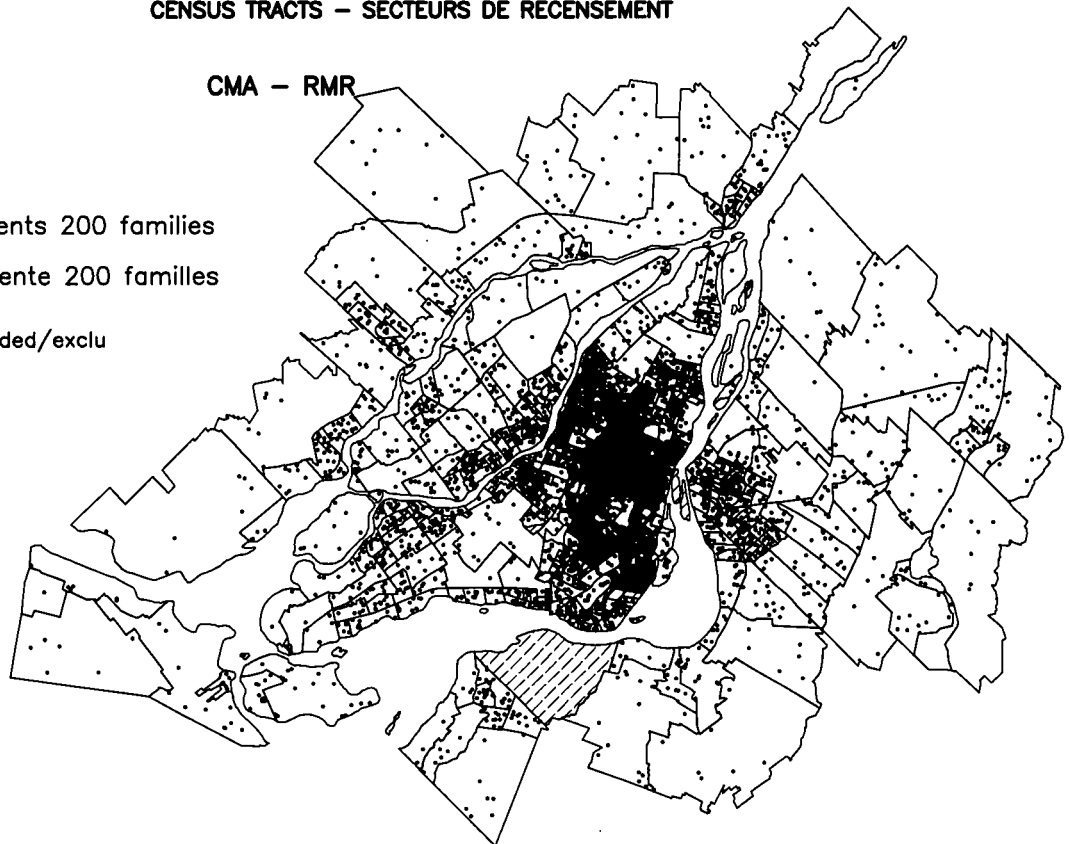 CENSUS TRACTS – SECTEURS DE RECENSEMENT
CMA – RMR
ents 200 families
ente 200 familles
ded/exclu